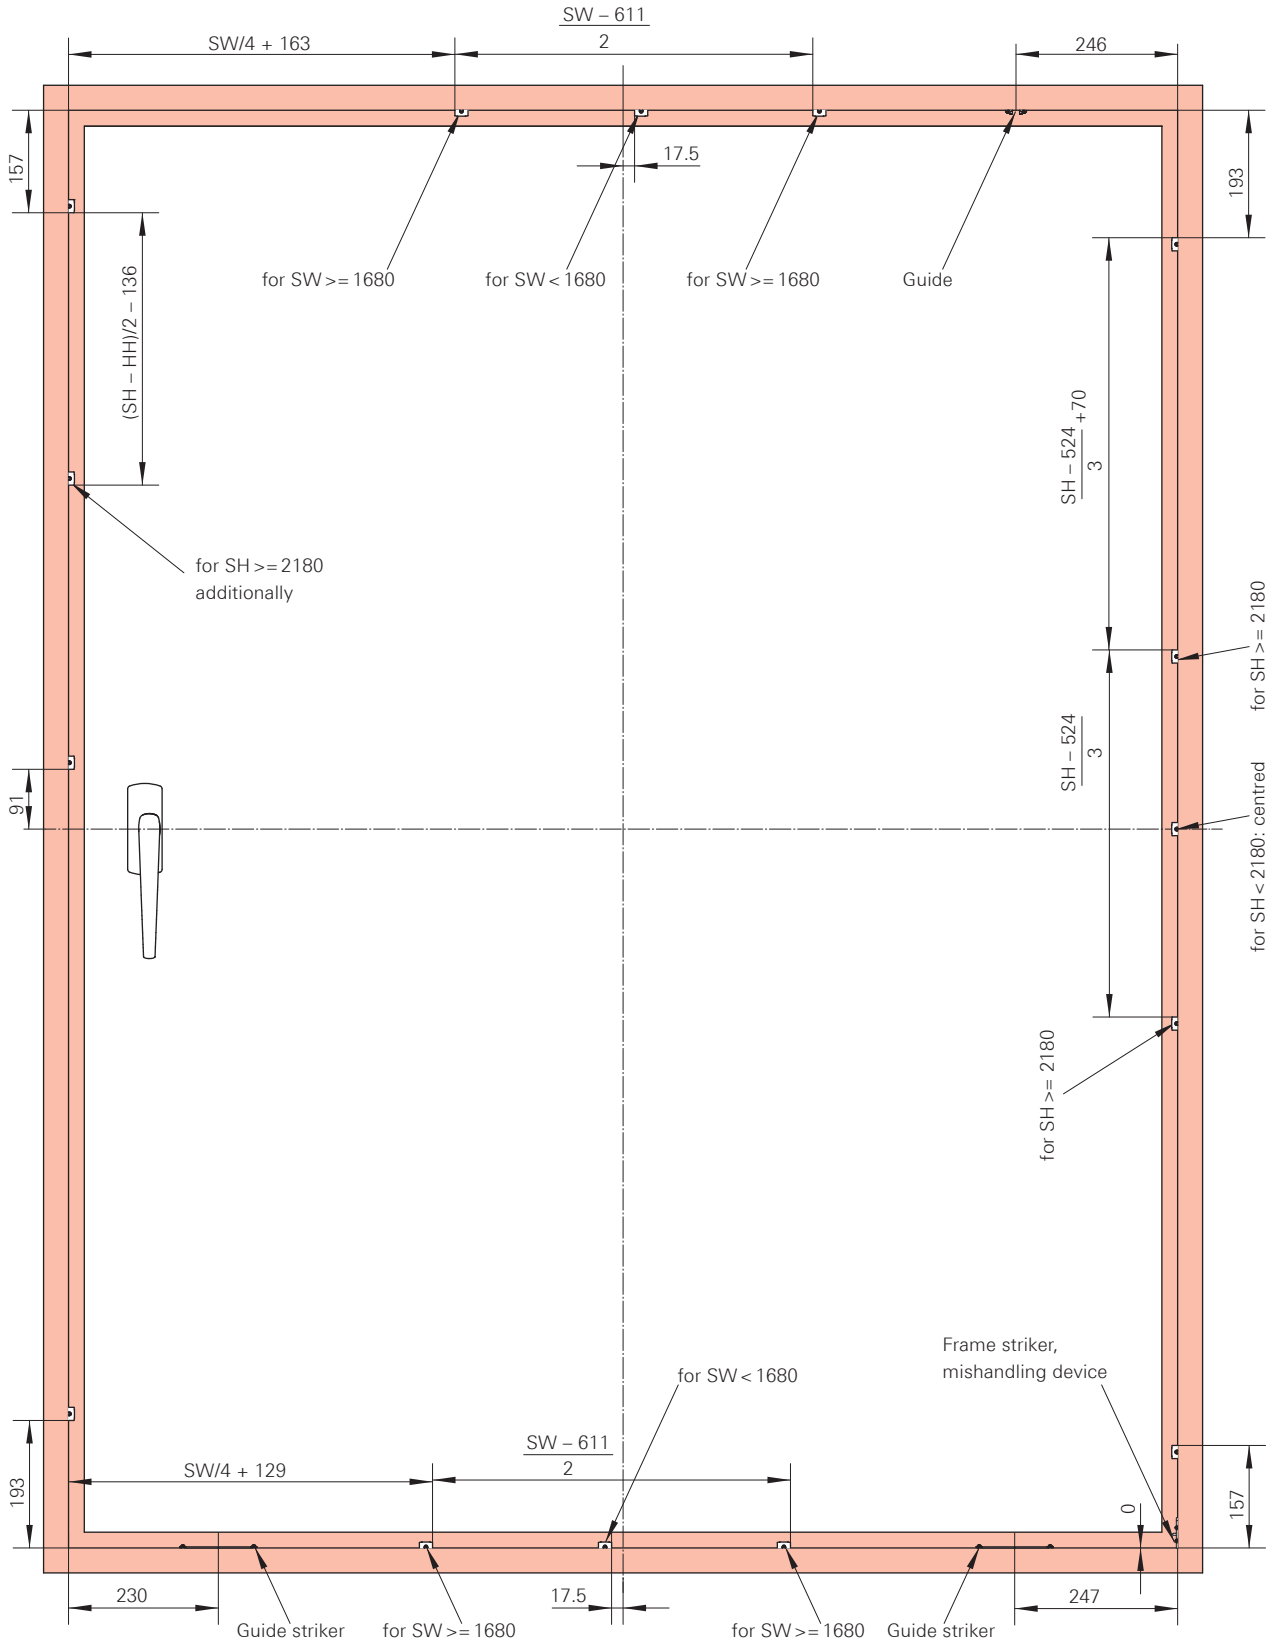 SW – 611
2
SW/4 + 163
246
157
193
17.5
for SW >= 1680
for SW < 1680
for SW >= 1680
Guide
(SH – HH)/2 – 136
SH – 524
3
+70
for SH >= 2180
additionally
for SH >= 2180
SH – 524
3
for SH < 2180: centred
91
for SH >= 2180
Frame striker,
mishandling device
for SW < 1680
SW – 611
2
SW/4 + 129
193
0
157
230
17.5
247
Guide striker
for SW >= 1680
for SW >= 1680
Guide striker